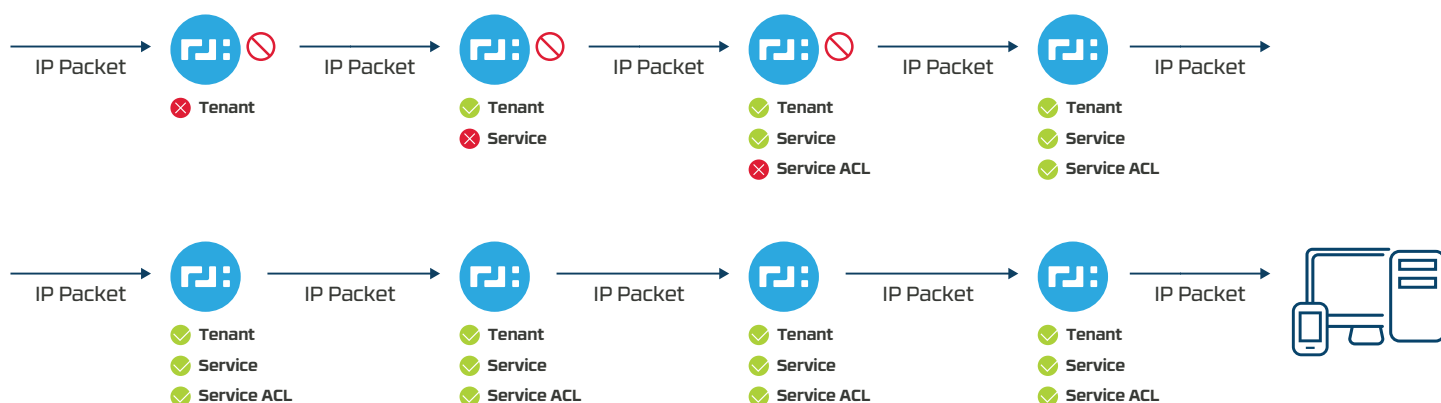 IP Packet IP Packet IP Packet IP Packet IP Packet
Tenant Tenant Tenant Tenant
Service Service Service
Service ACL Service ACL
IP Packet IP Packet IP Packet IP Packet IP Packet
Tenant Tenant Tenant Tenant
Service Service Service Service
Service ACL Service ACL Service ACL Service ACL